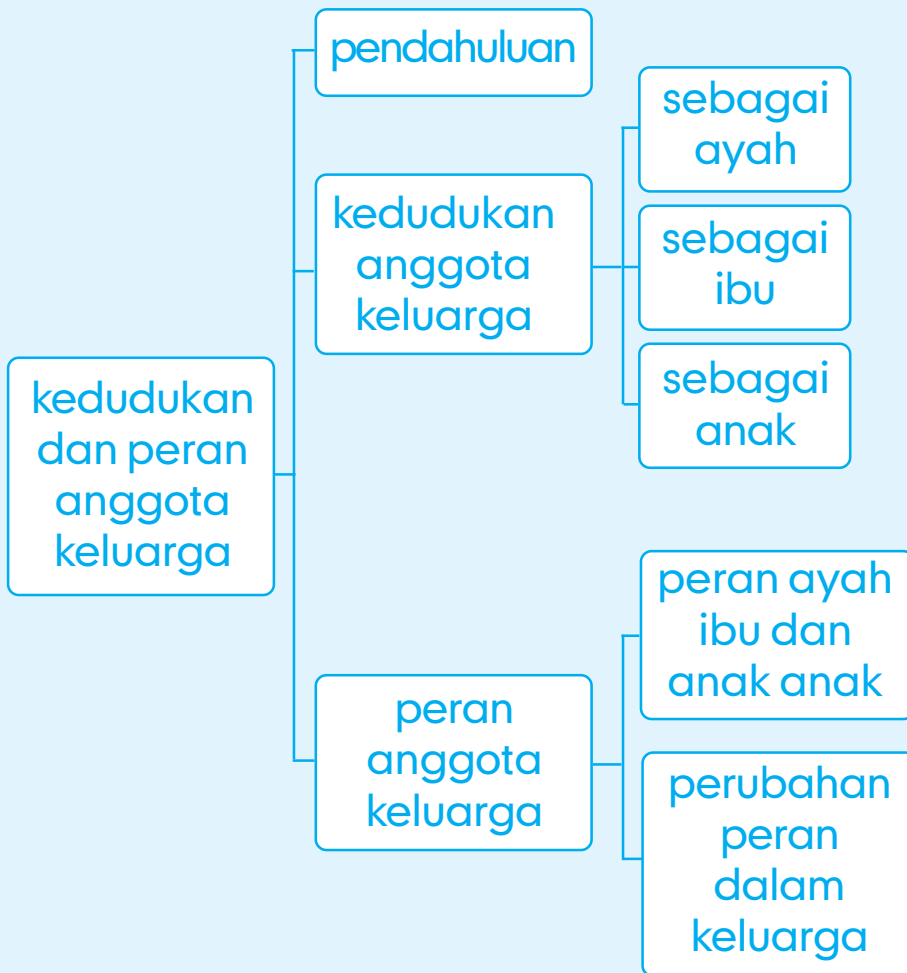 kedudukan
dan peran
anggota
keluarga
pendahuluan
kedudukan
anggota
keluarga
sebagai
ayah
sebagai
ibu
sebagai
anak
peran
anggota
keluarga
peran ayah
ibu dan
anak anak
perubahan
peran
dalam
keluarga